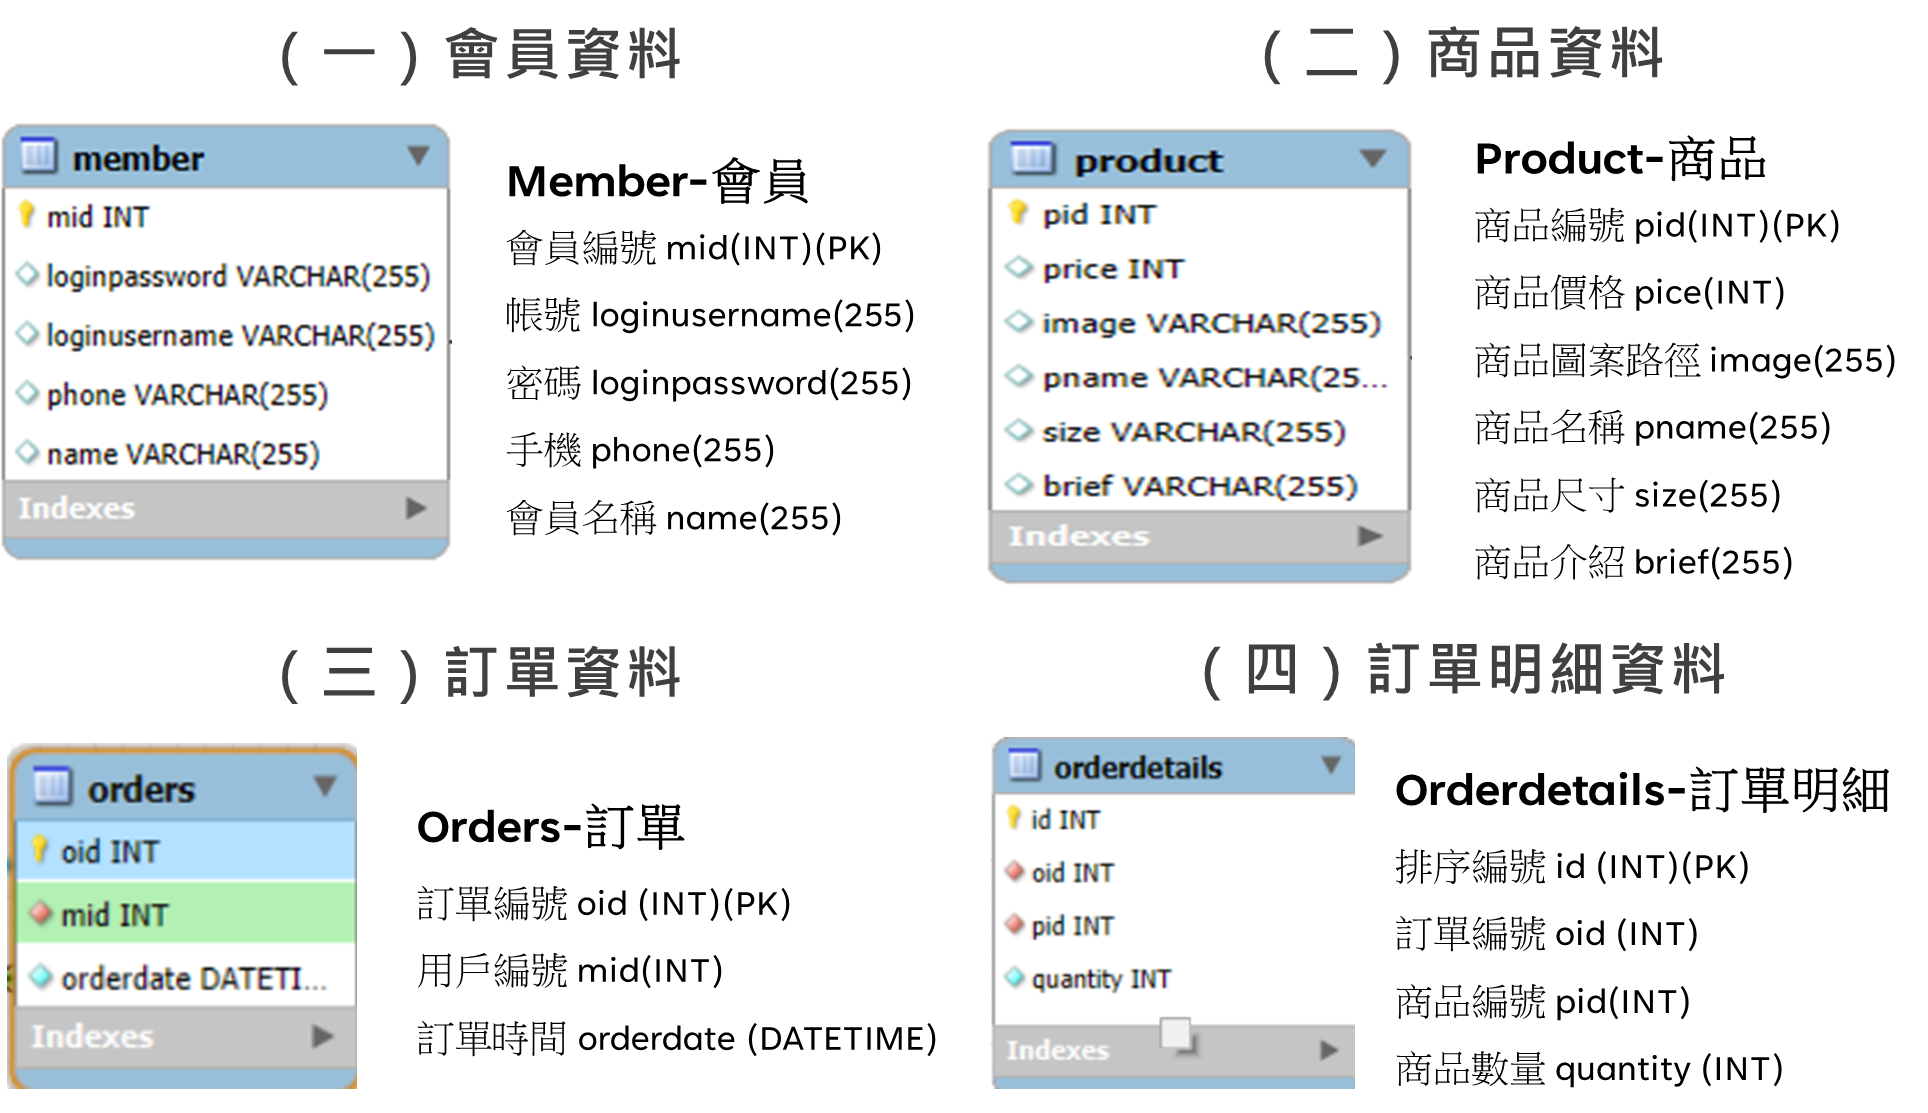 (一)會員資料
member
mid INT
loginpassword VARCHAR(255)
loginusername VARCHAR(255)
phone VARCHAR(255)
name VARCHAR(255)
Indexes
Member-會員
會員編號 mid(INT)(PK)
帳號 loginusername(255)
密碼 loginpassword(255)
手機 phone(255)
會員名稱 name(255)
(二)商品資料
product
pid INT
price INT
image VARCHAR(255)
pname VARCHAR(25...
size VARCHAR(255)
brief VARCHAR(255)
Indexes
Product-商品
商品編號 pid(INT)(PK)
商品價格 pice(INT)
商品圖案路徑 image(255)
商品名稱 pname(255)
商品尺寸 size(255)
商品介紹 brief(255)
(三)訂單資料
orders
oid INT
mid INT
orderdate DATETI...
Indexes
Orders-訂單
訂單編號 oid (INT)(PK)
用戶編號 mid(INT)
訂單時間 orderdate (DATETIME)
(四)訂單明細資料
orderdetails
id INT
oid INT
pid INT
quantity INT
Indexes
Orderdetails-訂單明細
排序編號 id (INT)(PK)
訂單編號 oid (INT)
商品編號 pid(INT)
商品數量 quantity (INT)